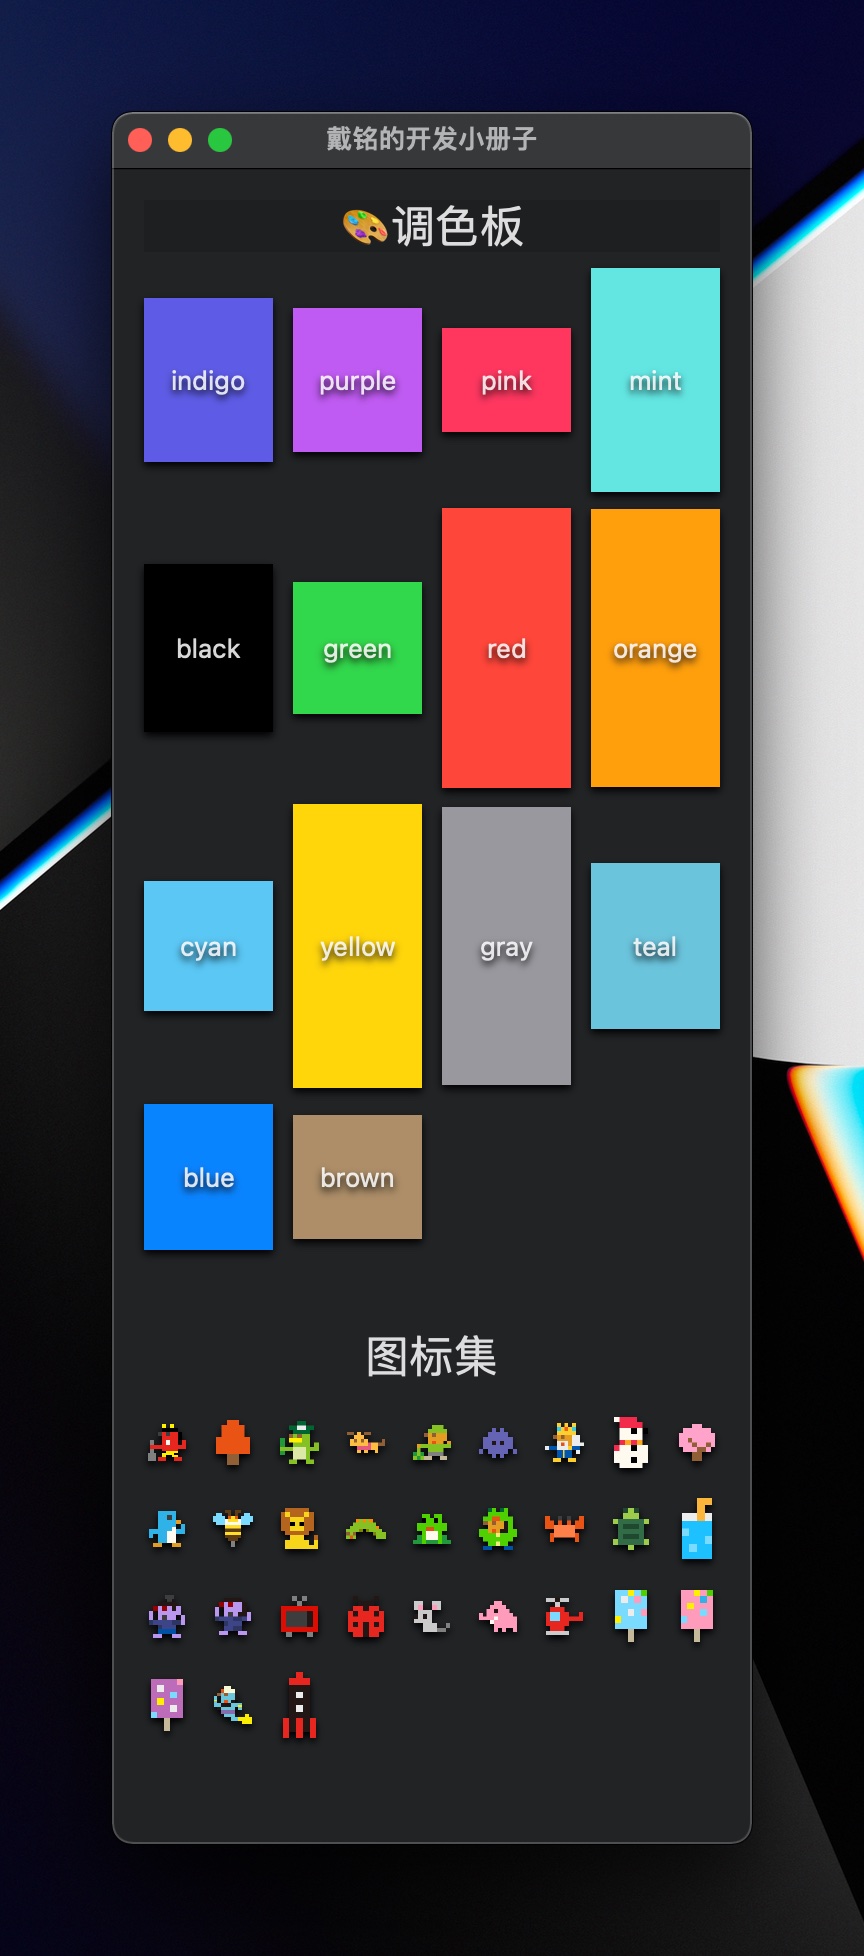 戴铭的开发小册子
🎨调色板
indigo
purple
pink
mint
black
green
red
orange
cyan
yellow
gray
teal
blue
brown
图标集